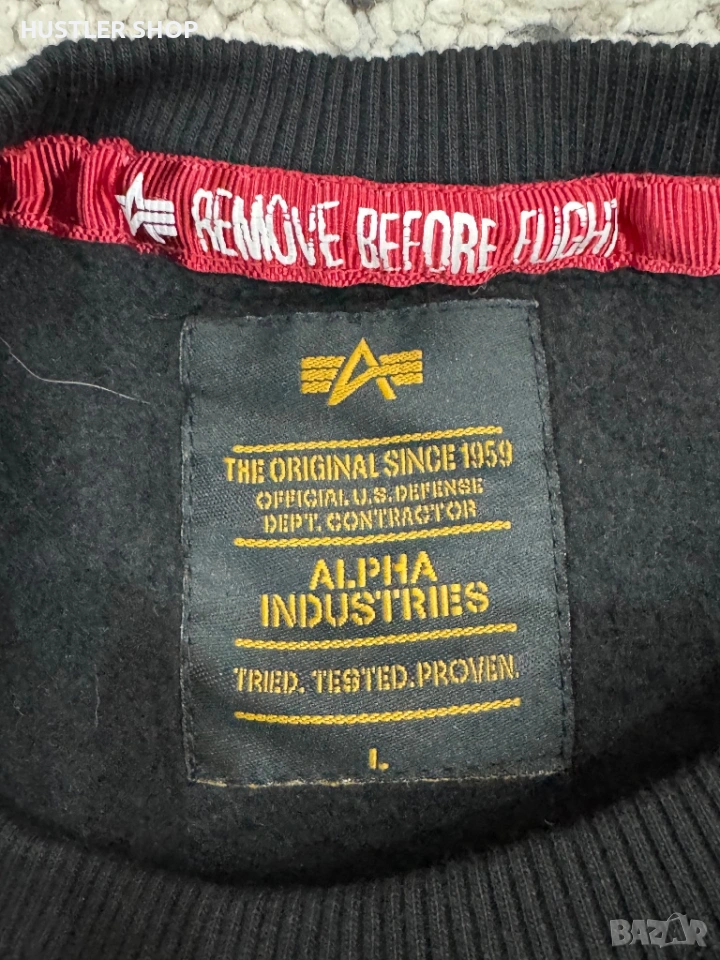 HUSTLER SHOP
REMOVE BEFORE FLIGHT
THE ORIGINAL SINCE 1959
OFFICIAL U.S. DEFENSE
DEPT. CONTRACTOR
ALPHA
INDUSTRIES
TRIED. TESTED. PROVEN.
L
BAZAR